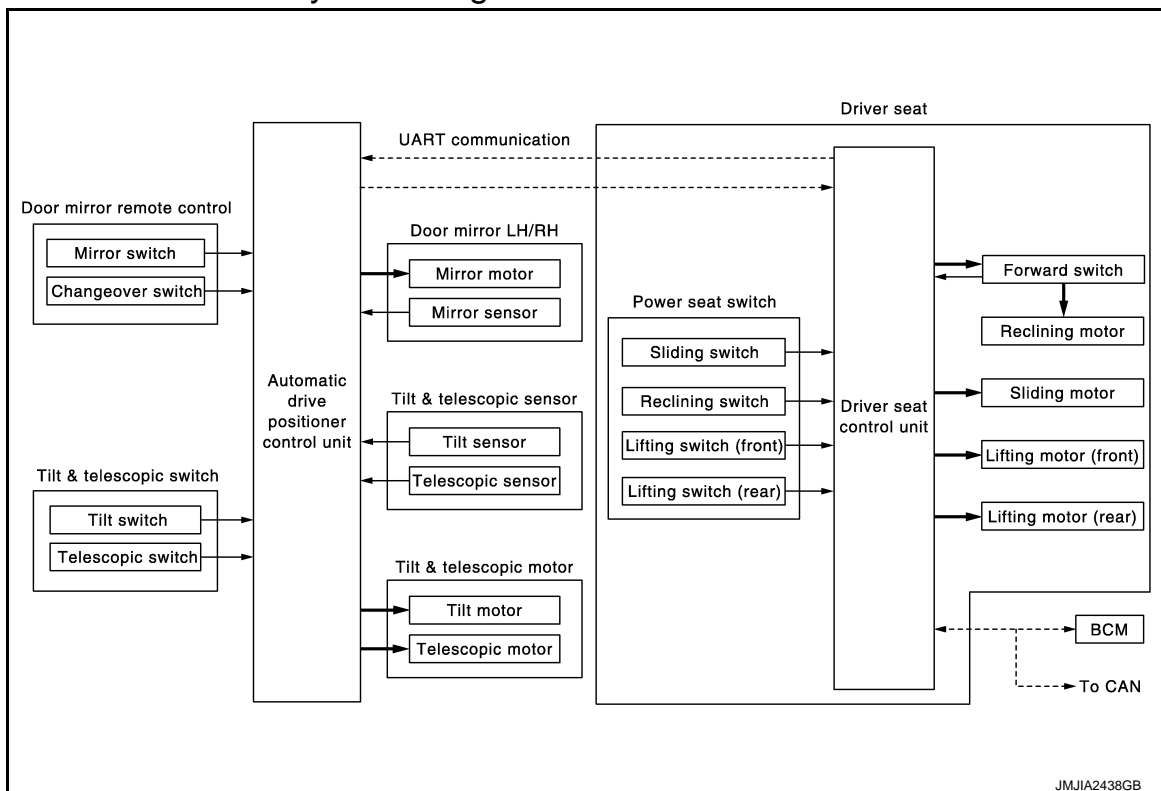 Driver seat
UART communication
Door mirror remote control
Mirror switch
Changeover switch
Door mirror LH/RH
Mirror motor
Mirror sensor
Forward switch
Reclining motor
Power seat switch
Sliding switch
Reclining switch
Lifting switch (front)
Lifting switch (rear)
Automatic
drive
positioner
control unit
Tilt & telescopic sensor
Tilt sensor
Telescopic sensor
Driver seat
control unit
Sliding motor
Lifting motor (front)
Lifting motor (rear)
Tilt & telescopic switch
Tilt switch
Telescopic switch
Tilt & telescopic motor
Tilt motor
Telescopic motor
BCM
To CAN
JMJIA2438GB